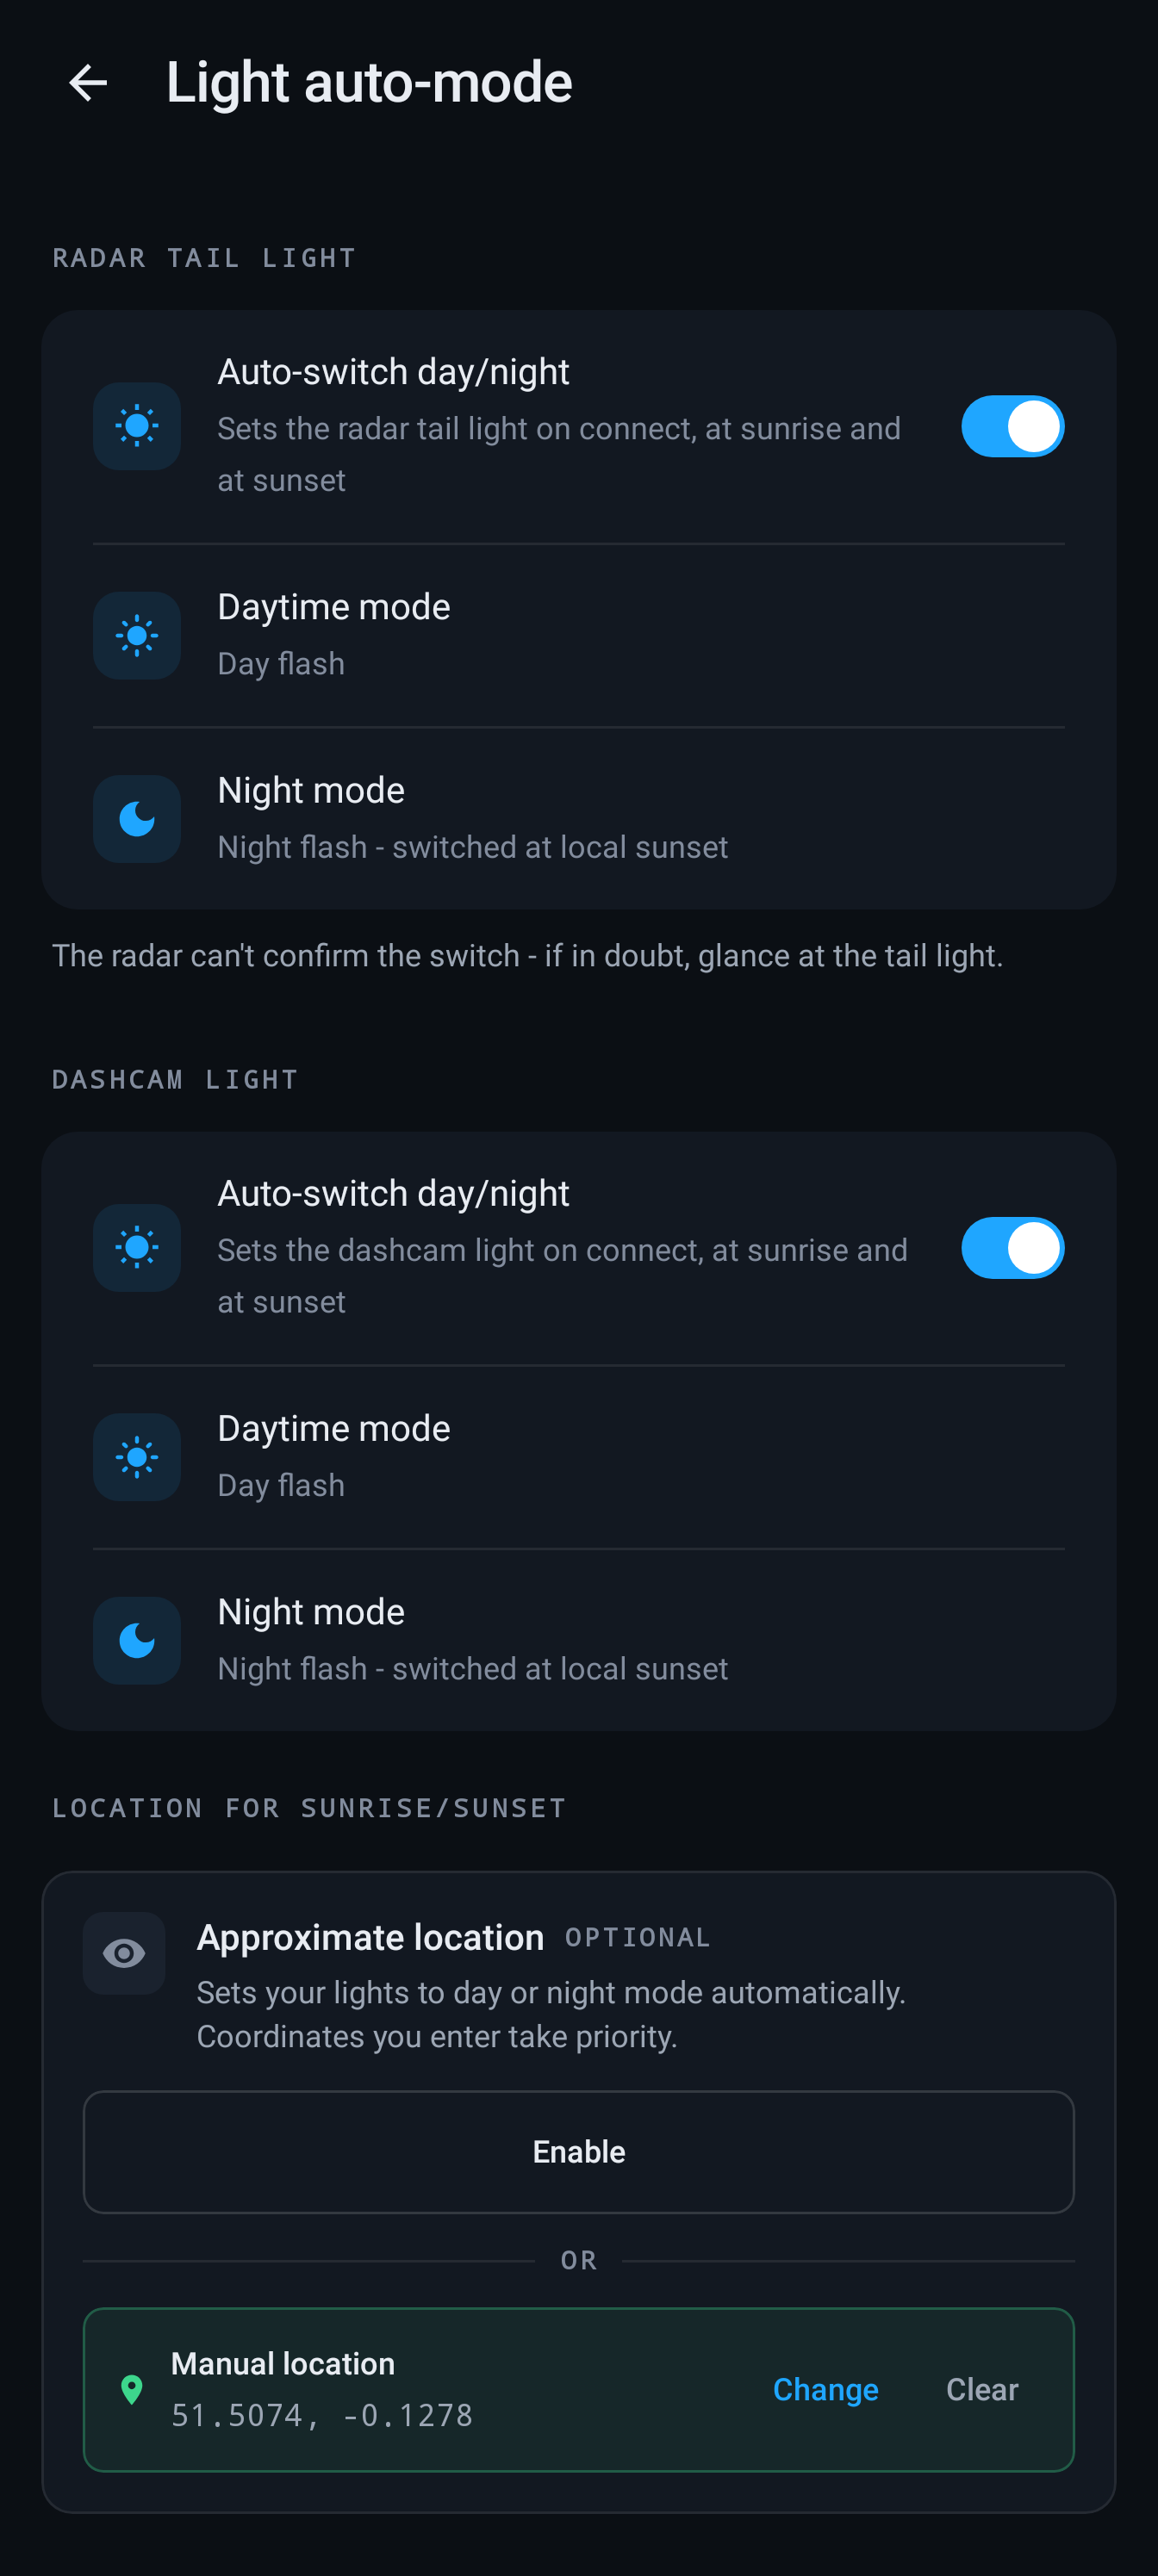 Light auto-mode
RADAR TAIL LIGHT
Auto-switch day/night
Sets the radar tail light on connect, at sunrise and
at sunset
Daytime mode
Day flash
Night mode
Night flash - switched at local sunset
The radar can't confirm the switch - if in doubt, glance at the tail light.
DASHCAM LIGHT
Auto-switch day/night
Sets the dashcam light on connect, at sunrise and
at sunset
Daytime mode
Day flash
Night mode
Night flash - switched at local sunset
LOCATION FOR SUNRISE/SUNSET
Approximate location OPTIONAL
Sets your lights to day or night mode automatically.
Coordinates you enter take priority.
Enable
OR
Manual location
51.5074, -0.1278
Change Clear